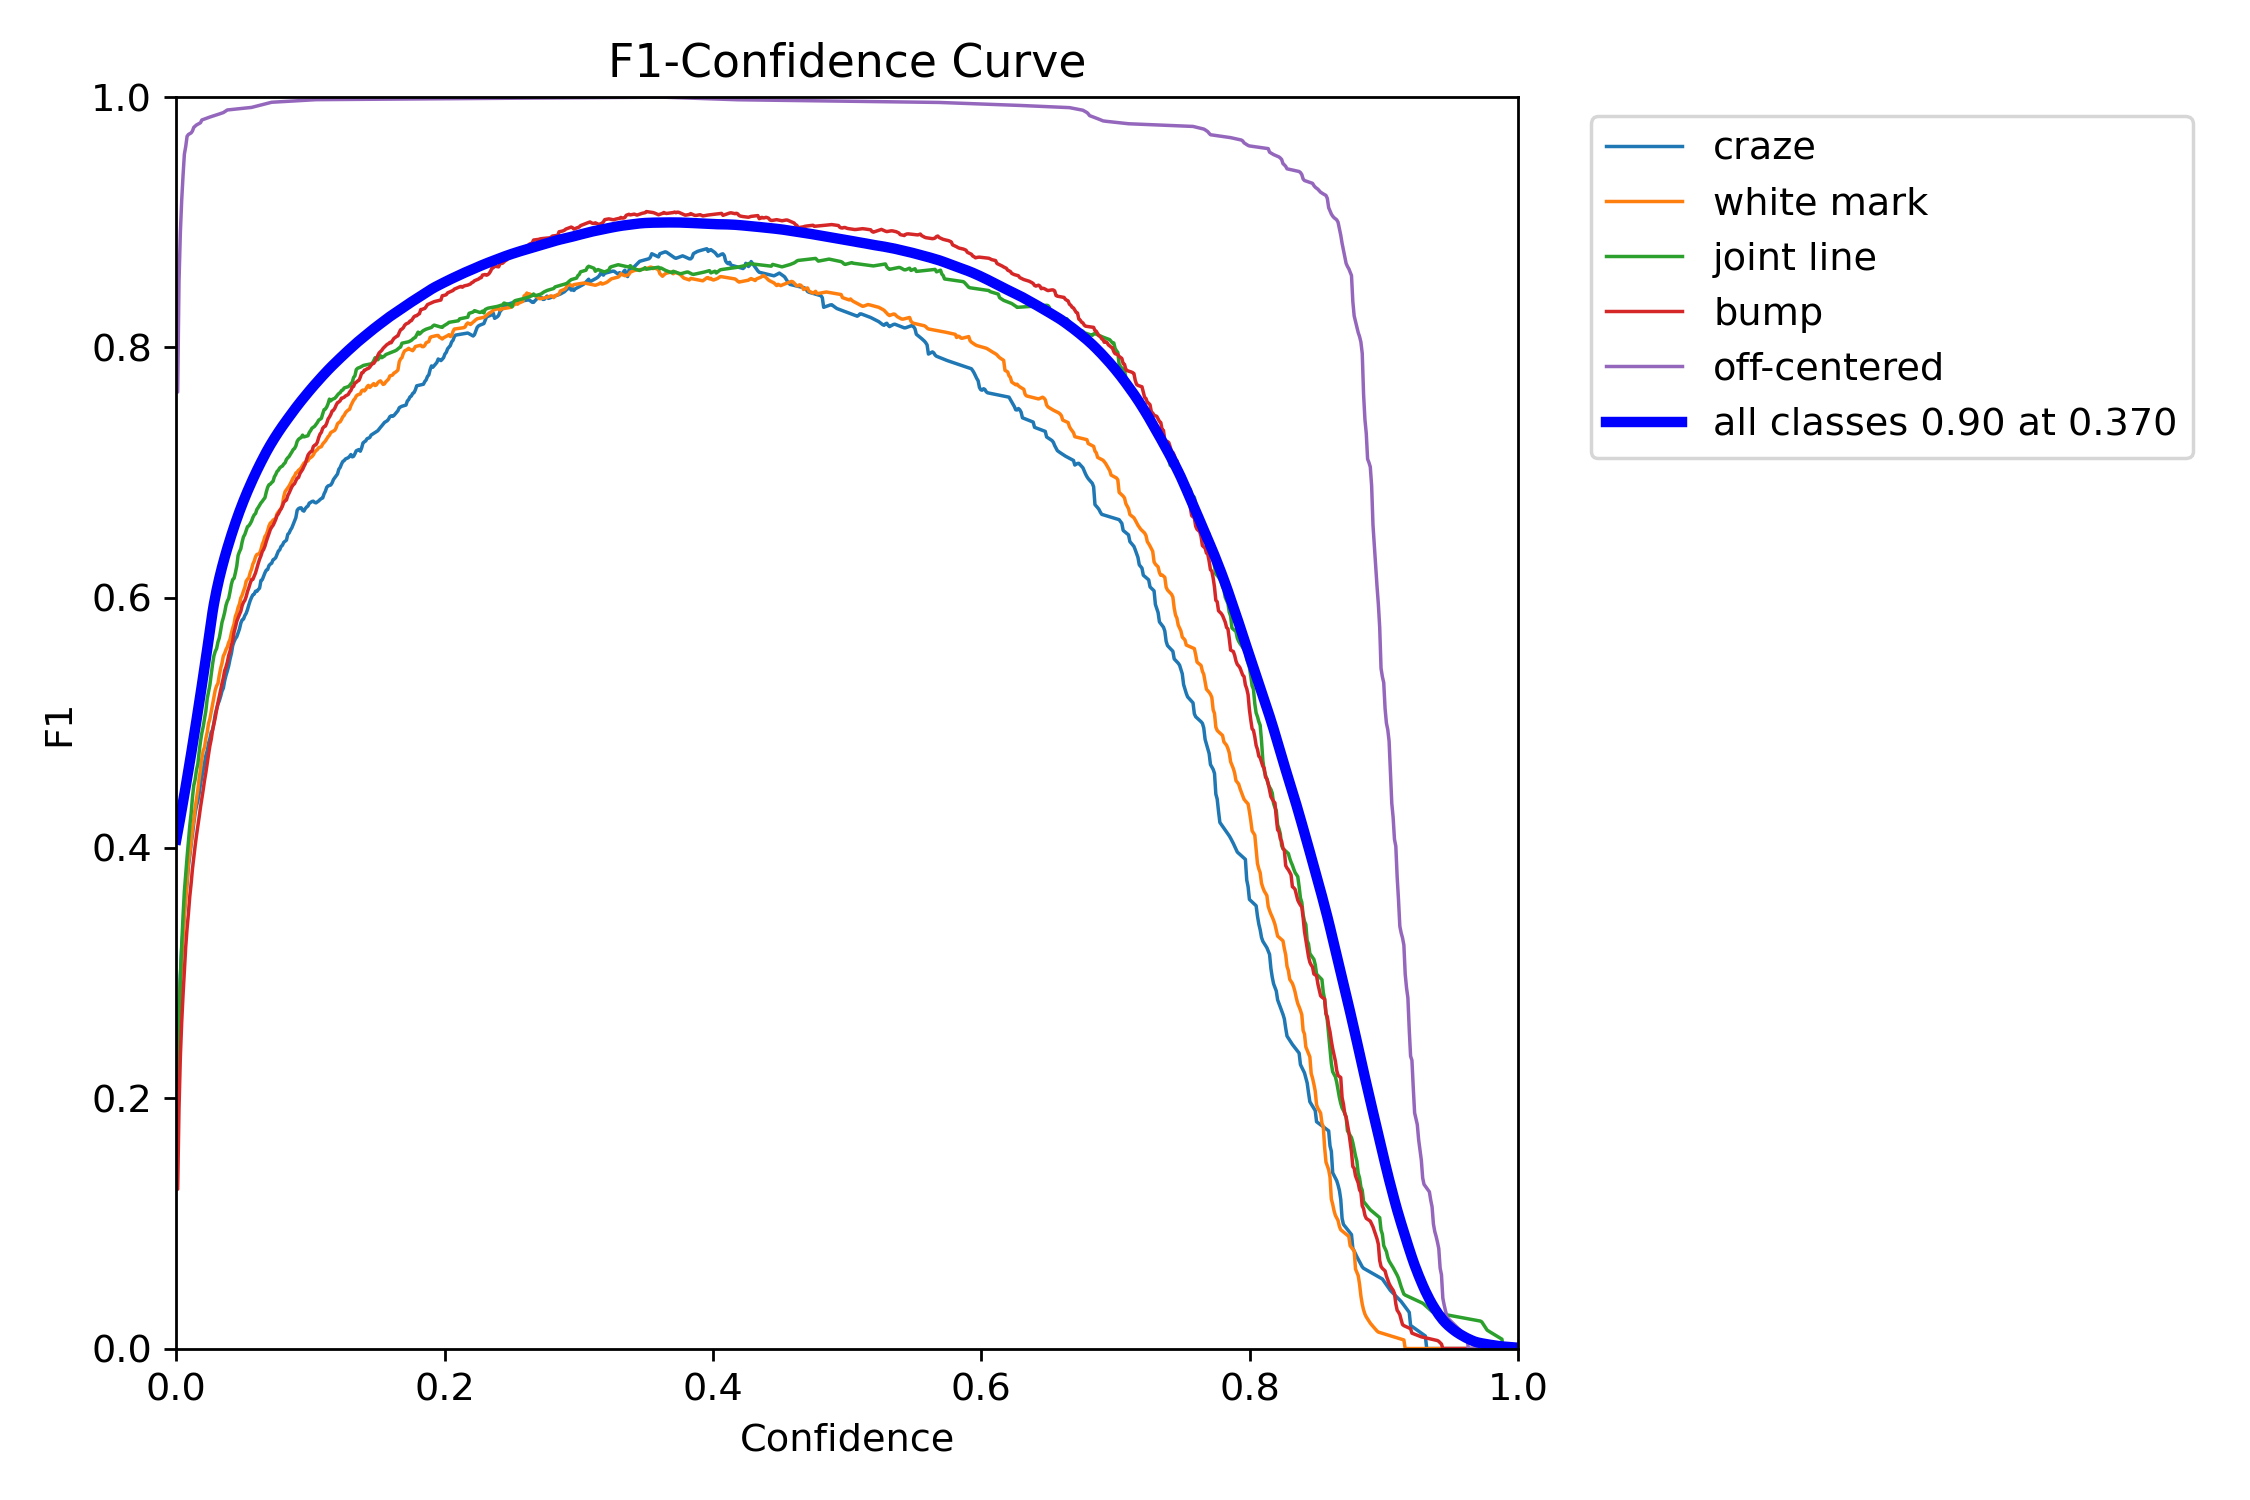 F1-Confidence Curve
1.0
0.8
0.6
0.4
0.2
0.0
F1
0.0 0.2 0.4 0.6 0.8 1.0
Confidence
craze
white mark
joint line
bump
off-centered
all classes 0.90 at 0.370